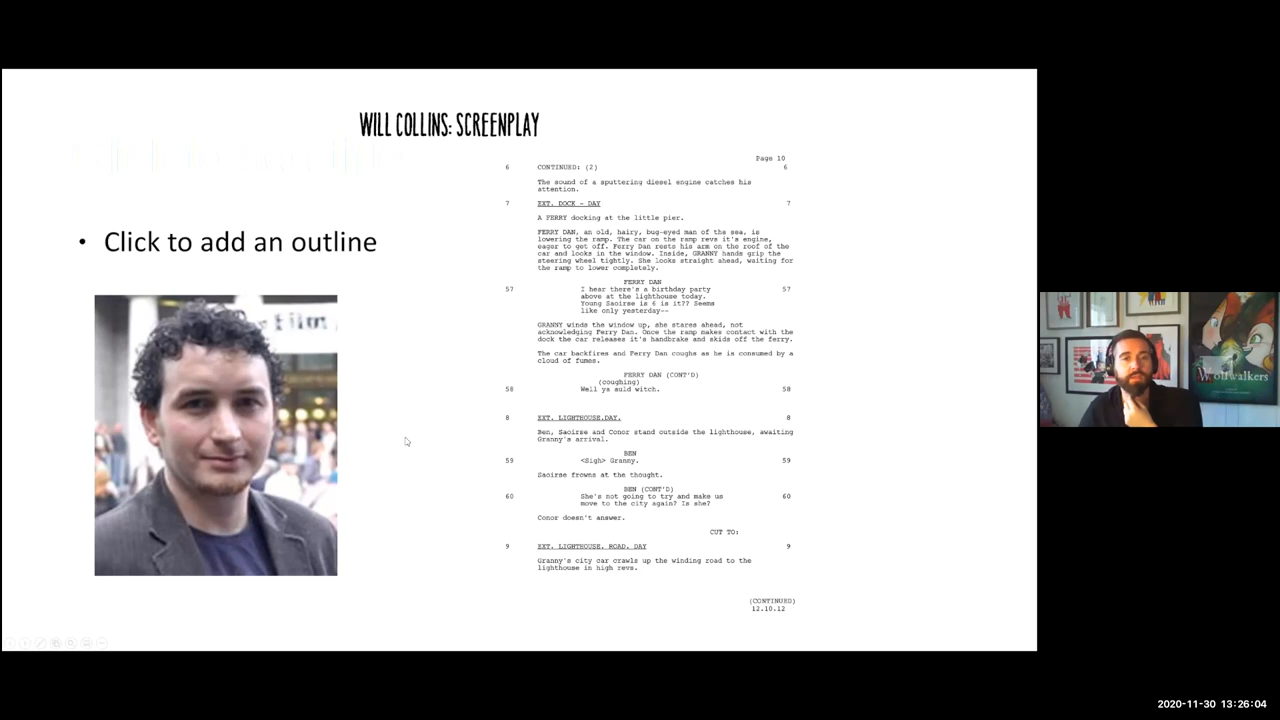 WILL COLLINS: SCREENPLAY
Click to add an outline
Page 10
6 CONTINUED: (2) 6
The sound of a sputtering diesel engine catches his
attention.
7 EXT. DOCK - DAY 7
A FERRY docking at the little pier.
FERRY DAN, an old, hairy, bug-eyed man of the sea, is
lowering the ramp. The car on the ramp revs it's engine,
eager to get off. Ferry Dan rests his arm on the roof of the
car and looks in the window. Inside, GRANNY hands grip the
steering wheel tightly. She looks straight ahead, waiting for
the ramp to lower completely.
FERRY DAN
57 I hear there's a birthday party 57
above at the lighthouse today.
Young Saoirse is 6 is it?? Seems
like only yesterday--
GRANNY winds the window up, she stares ahead, not
acknowledging Ferry Dan. Once the ramp makes contact with the
dock the car releases it's handbrake and skids off the ferry.
The car backfires and Ferry Dan coughs as he is consumed by a
cloud of fumes.
FERRY DAN (CONT'D)
(coughing)
58 Well ya auld witch. 58
8 EXT. LIGHTHOUSE.DAY. 8
Ben, Saoirse and Conor stand outside the lighthouse, awaiting
Granny's arrival.
BEN
59 <Sigh> Granny. 59
Saoirse frowns at the thought.
BEN (CONT'D)
60 She's not going to try and make us 60
move to the city again? Is she?
Conor doesn't answer.
CUT TO:
9 EXT. LIGHTHOUSE. ROAD. DAY 9
Granny's city car crawls up the winding road to the
lighthouse in high revs.
(CONTINUED)
12.10.12
Wolfwalkers
2020-11-30 13:26:04